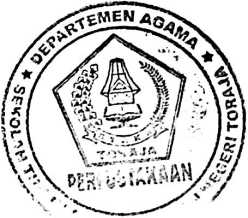 ★ DEPARTEMEN AGAMA ★
SEKOLAH
NEGERI TORAJA
TORAJA
PERPUSTAKAAN